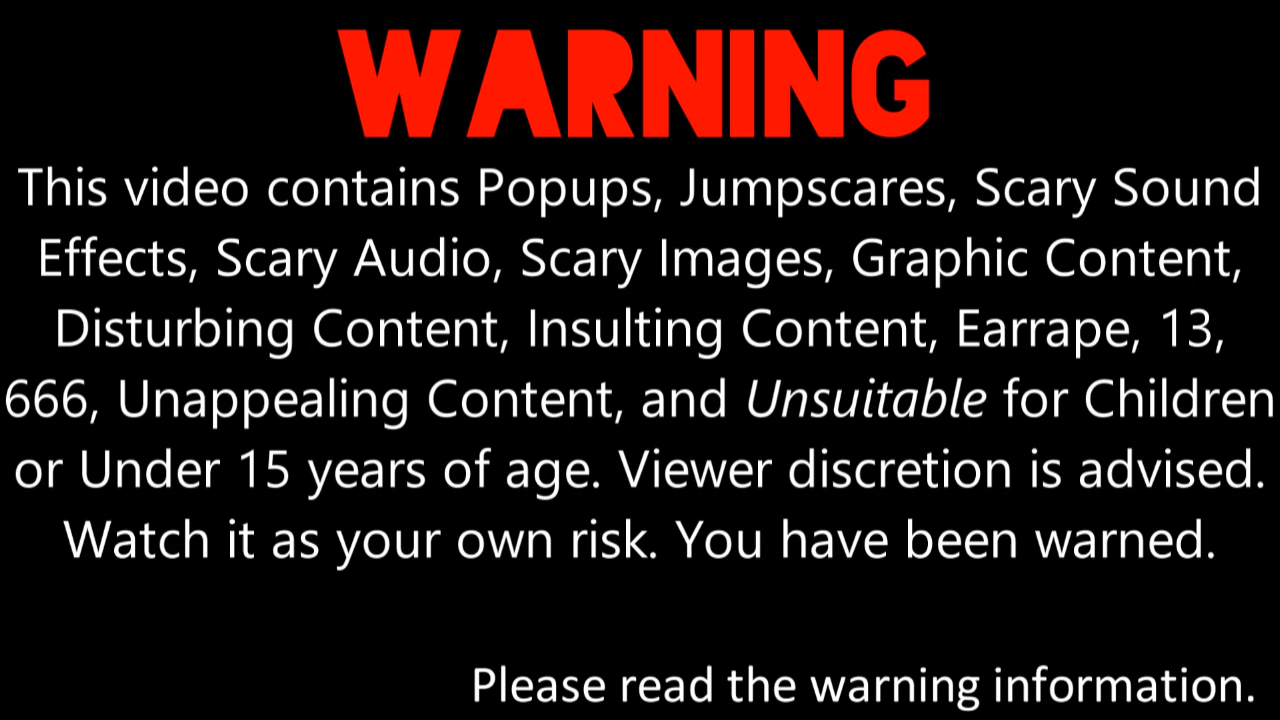 WARNING
This video contains Popups, Jumpscares, Scary Sound
Effects, Scary Audio, Scary Images, Graphic Content,
Disturbing Content, Insulting Content, Earrape, 13,
666, Unappealing Content, and Unsuitable for Children
or Under 15 years of age. Viewer discretion is advised.
Watch it as your own risk. You have been warned.
Please read the warning information.